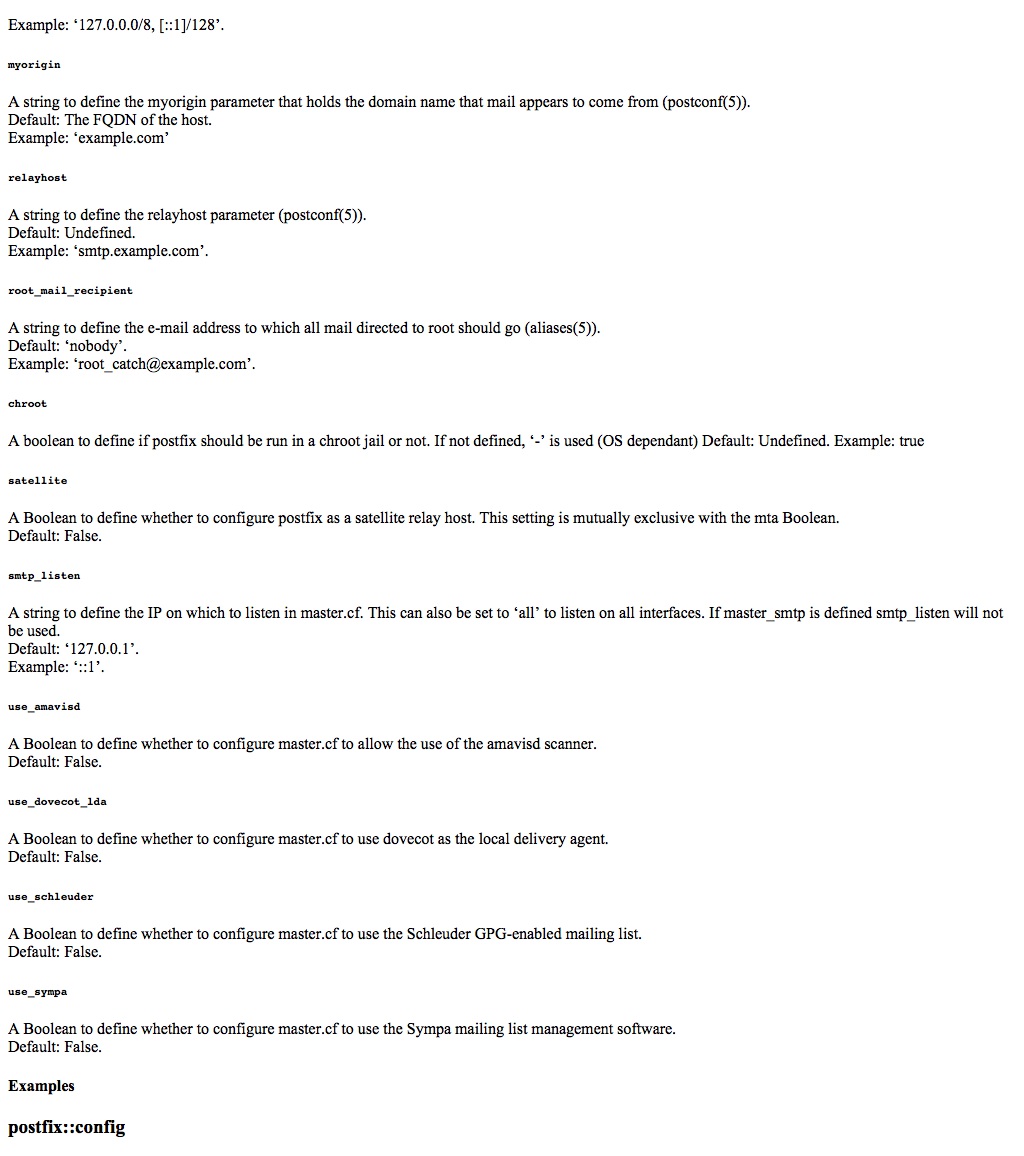 Example: ‘127.0.0.0/8, [::1]/128’.
myorigin
A string to define the myorigin parameter that holds the domain name that mail appears to come from (postconf(5)).
Default: The FQDN of the host.
Example: ‘example.com’
relayhost
A string to define the relayhost parameter (postconf(5)).
Default: Undefined.
Example: ‘smtp.example.com’.
root_mail_recipient
A string to define the e-mail address to which all mail directed to root should go (aliases(5)).
Default: ‘nobody’.
Example: ‘root_catch@example.com’.
chroot
A boolean to define if postfix should be run in a chroot jail or not. If not defined, ‘-’ is used (OS dependant) Default: Undefined. Example: true
satellite
A Boolean to define whether to configure postfix as a satellite relay host. This setting is mutually exclusive with the mta Boolean.
Default: False.
smtp_listen
A string to define the IP on which to listen in master.cf. This can also be set to ‘all’ to listen on all interfaces. If master_smtp is defined smtp_listen will not
be used.
Default: ‘127.0.0.1’.
Example: ‘::1’.
use_amavisd
A Boolean to define whether to configure master.cf to allow the use of the amavisd scanner.
Default: False.
use_dovecot_lda
A Boolean to define whether to configure master.cf to use dovecot as the local delivery agent.
Default: False.
use_schleuder
A Boolean to define whether to configure master.cf to use the Schleuder GPG-enabled mailing list.
Default: False.
use_sympa
A Boolean to define whether to configure master.cf to use the Sympa mailing list management software.
Default: False.
Examples
postfix::config